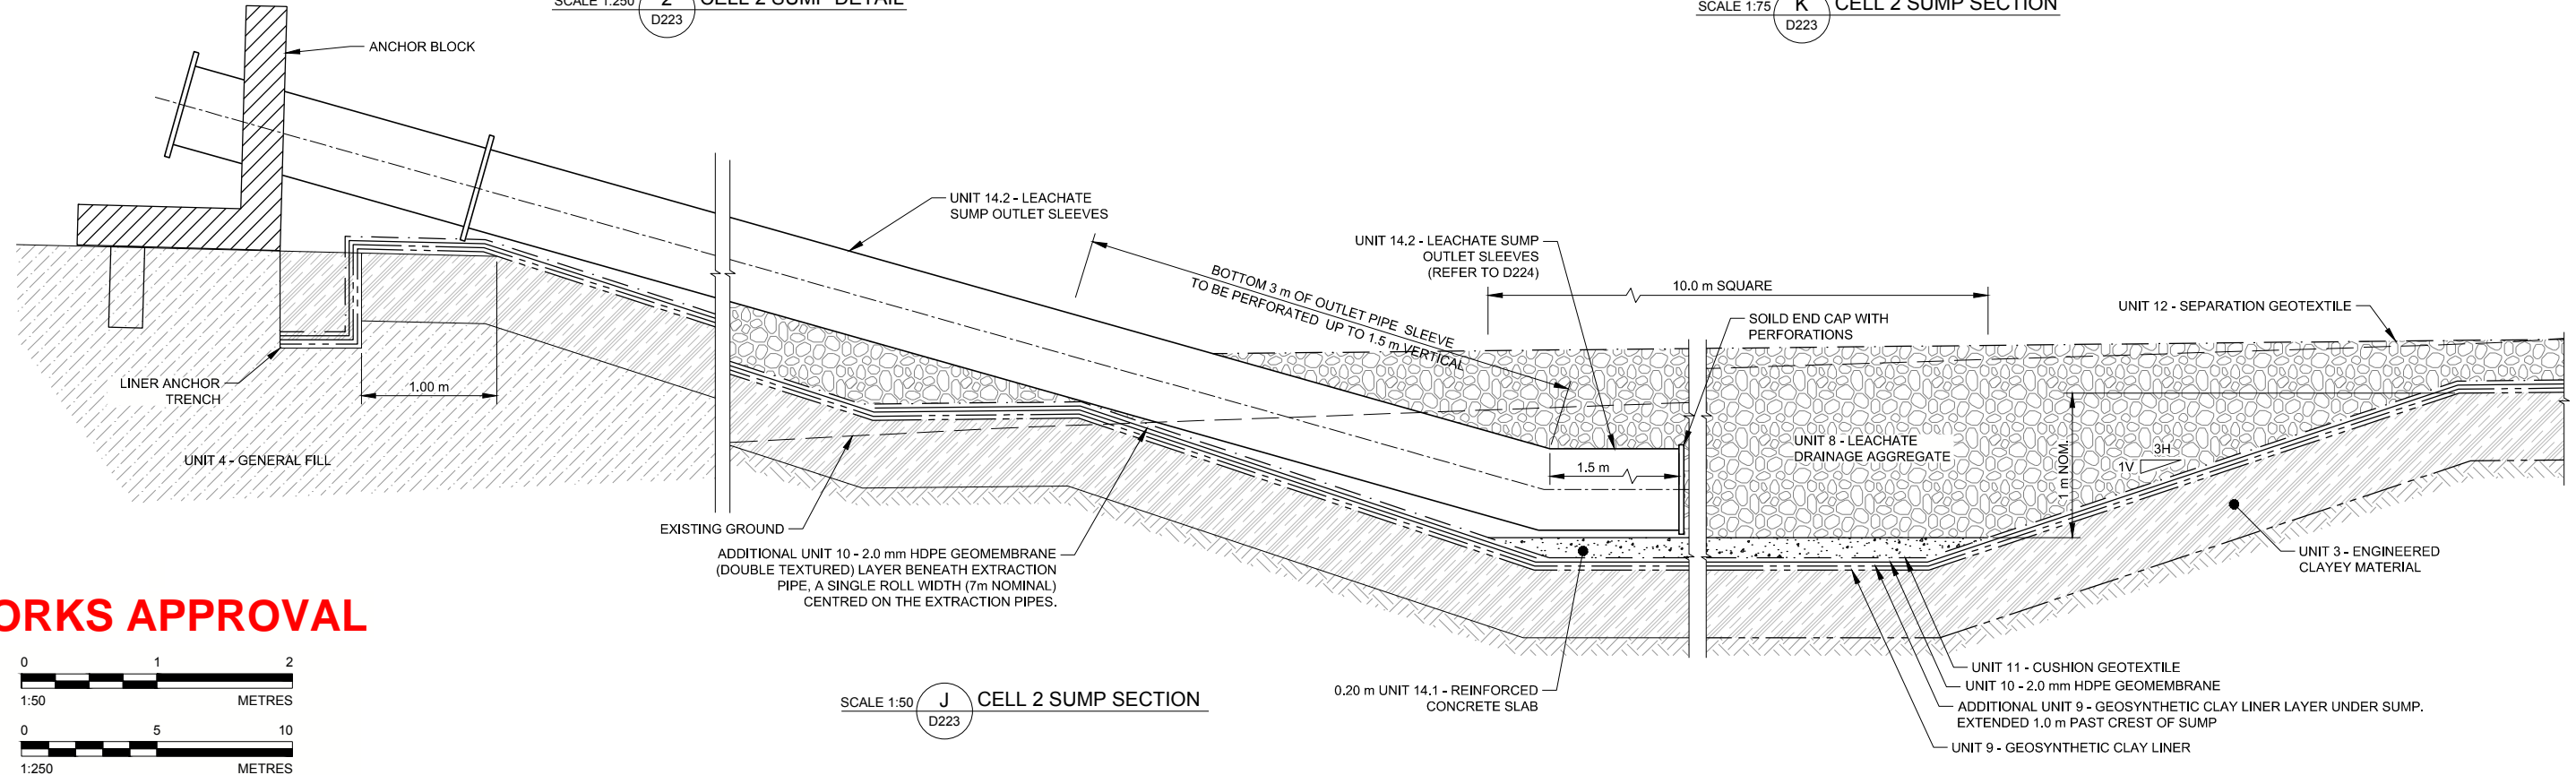 SCALE 1:250 2 CELL 2 SUMP DETAIL
D223
SCALE 1:75 K CELL 2 SUMP SECTION
D223
ANCHOR BLOCK
UNIT 14.2 - LEACHATE
SUMP OUTLET SLEEVES
BOTTOM 3 m OF OUTLET PIPE SLEEVE
TO BE PERFORATED UP TO 1.5 m VERTICAL
UNIT 14.2 - LEACHATE SUMP
OUTLET SLEEVES
(REFER TO D224)
10.0 m SQUARE
SOILD END CAP WITH
PERFORATIONS
UNIT 12 - SEPARATION GEOTEXTILE
LINER ANCHOR
TRENCH
1.00 m
UNIT 4 - GENERAL FILL
1.5 m
UNIT 8 - LEACHATE
DRAINAGE AGGREGATE
1 m NOM.
3H
1V
EXISTING GROUND
ADDITIONAL UNIT 10 - 2.0 mm HDPE GEOMEMBRANE
(DOUBLE TEXTURED) LAYER BENEATH EXTRACTION
PIPE, A SINGLE ROLL WIDTH (7m NOMINAL)
CENTRED ON THE EXTRACTION PIPES.
UNIT 3 - ENGINEERED
CLAYEY MATERIAL
0.20 m UNIT 14.1 - REINFORCED
CONCRETE SLAB
UNIT 11 - CUSHION GEOTEXTILE
UNIT 10 - 2.0 mm HDPE GEOMEMBRANE
ADDITIONAL UNIT 9 - GEOSYNTHETIC CLAY LINER LAYER UNDER SUMP.
EXTENDED 1.0 m PAST CREST OF SUMP
UNIT 9 - GEOSYNTHETIC CLAY LINER
ORKS APPROVAL
0 1 2
1:50 METRES
0 5 10
1:250 METRES
SCALE 1:50 J CELL 2 SUMP SECTION
D223